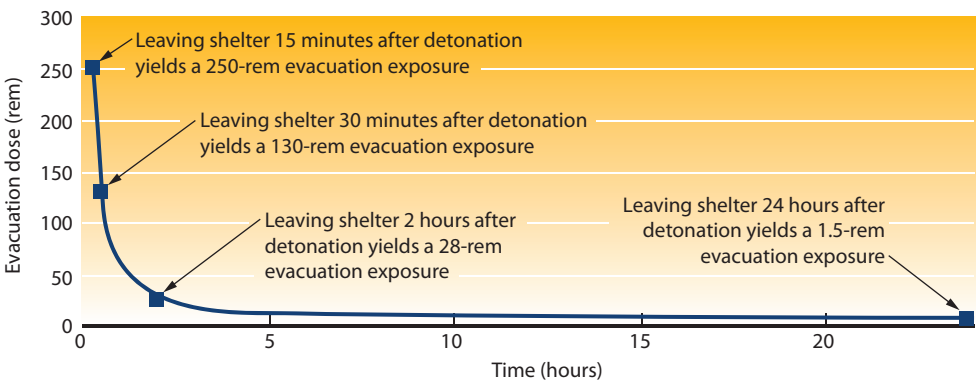 300
250
200
150
100
50
0
Evacuation dose (rem)
Leaving shelter 15 minutes after detonation
yields a 250-rem evacuation exposure
Leaving shelter 30 minutes after detonation
yields a 130-rem evacuation exposure
Leaving shelter 2 hours after
detonation yields a 28-rem
evacuation exposure
Leaving shelter 24 hours after
detonation yields a 1.5-rem
evacuation exposure
0 5 10 15 20
Time (hours)